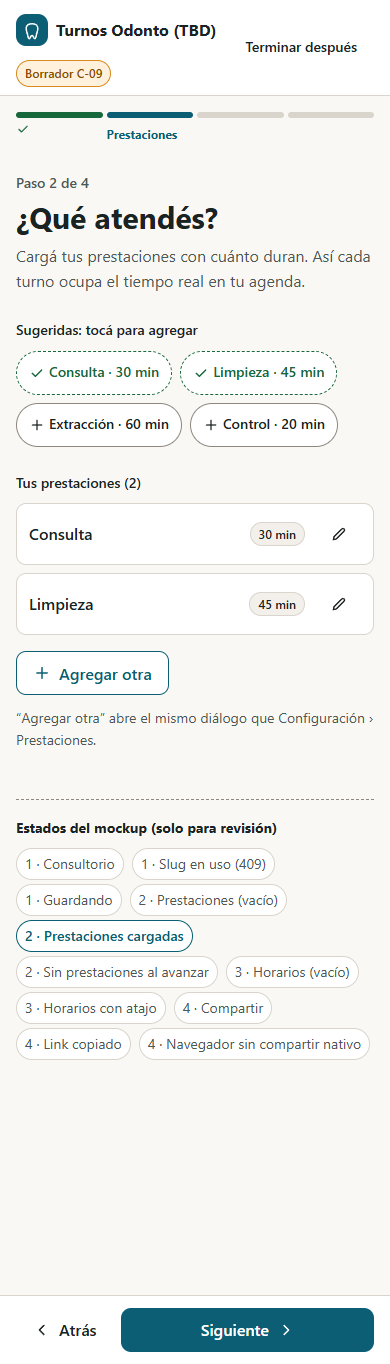 Turnos Odonto (TBD)
Terminar después
Borrador C-09
Prestaciones
Paso 2 de 4
¿Qué atendés?
Cargá tus prestaciones con cuánto duran. Así cada
turno ocupa el tiempo real en tu agenda.
Sugeridas: tocá para agregar
Consulta · 30 min
Limpieza · 45 min
Extracción · 60 min
Control · 20 min
Tus prestaciones (2)
Consulta
30 min
Limpieza
45 min
Agregar otra
“Agregar otra” abre el mismo diálogo que Configuración ›
Prestaciones.
Estados del mockup (solo para revisión)
1 · Consultorio
1 · Slug en uso (409)
1 · Guardando
2 · Prestaciones (vacío)
2 · Prestaciones cargadas
2 · Sin prestaciones al avanzar
3 · Horarios (vacío)
3 · Horarios con atajo
4 · Compartir
4 · Link copiado
4 · Navegador sin compartir nativo
Atrás
Siguiente